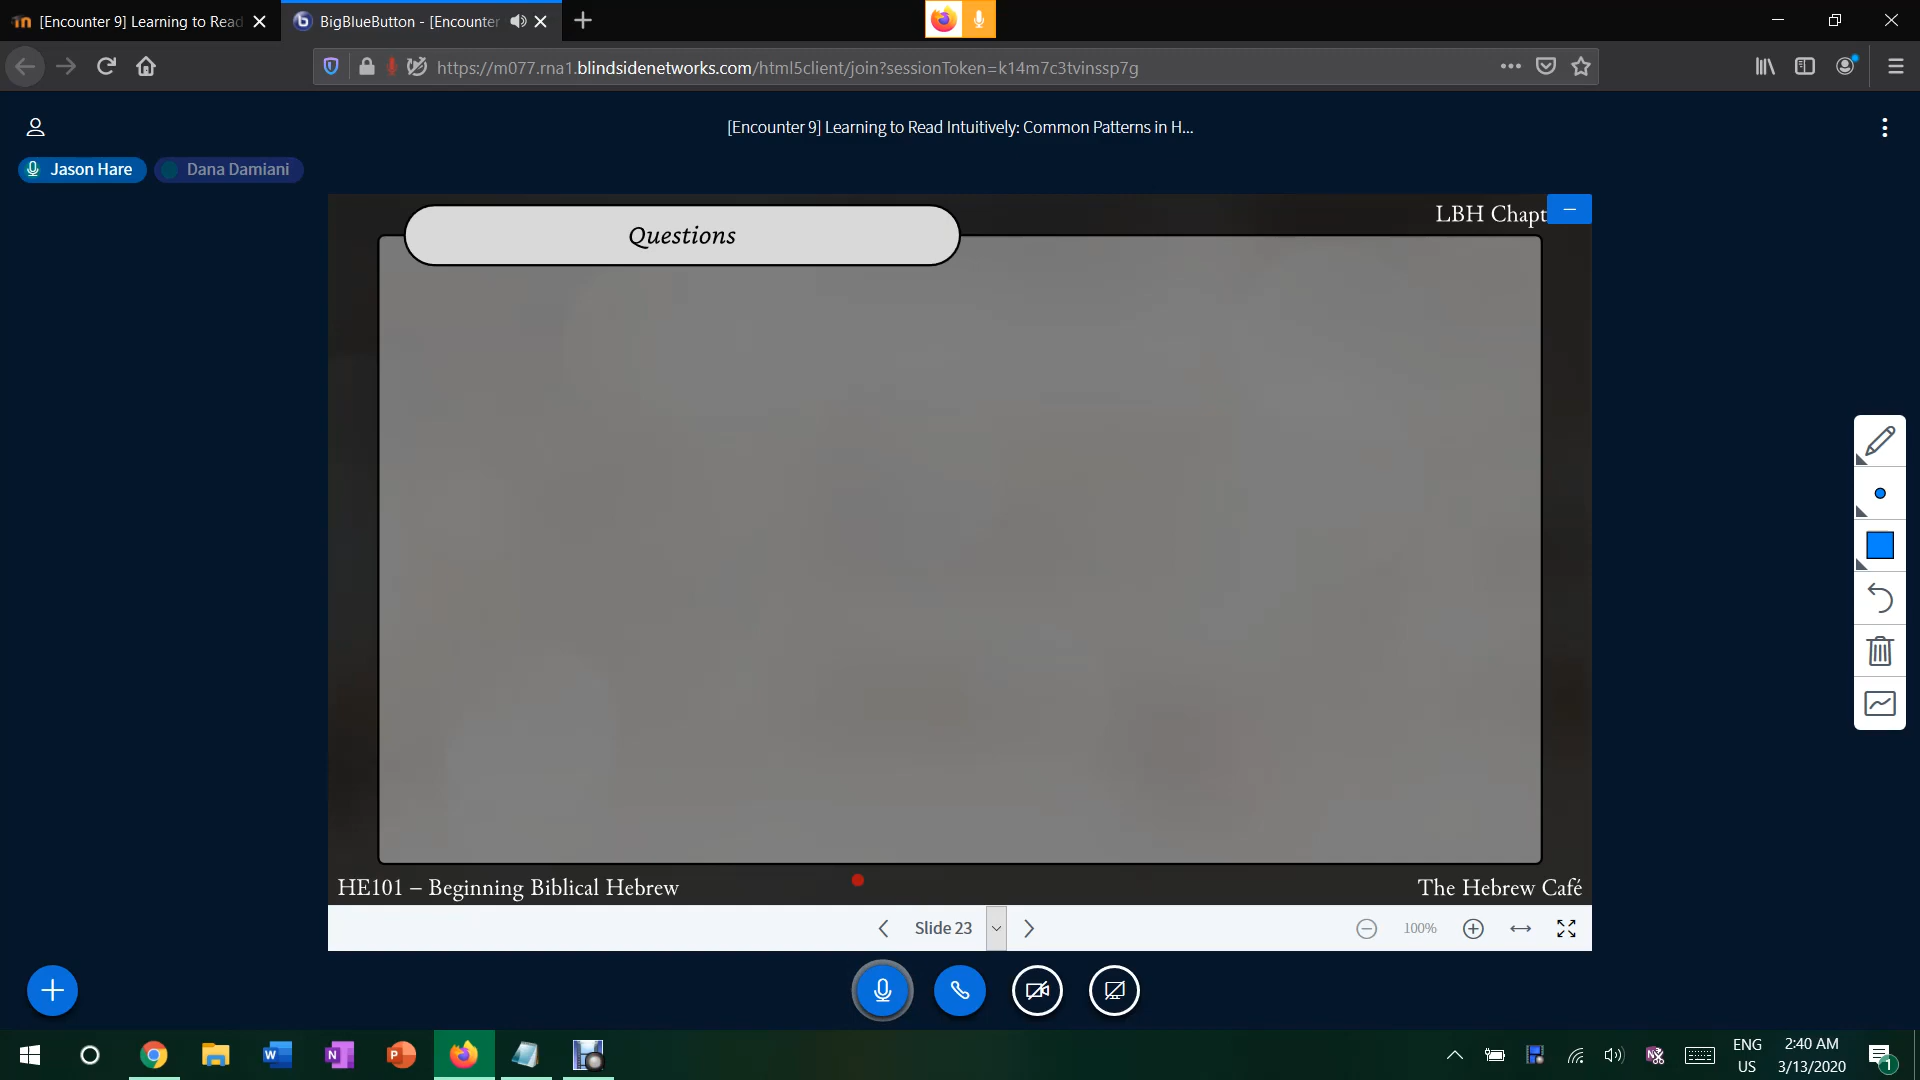 [Encounter 9] Learning to Read
BigBlueButton - [Encounter
https://m077.rna1.blindsidenetworks.com/html5client/join?sessionToken=k14m7c3tvinssp7g
[Encounter 9] Learning to Read Intuitively: Common Patterns in H...
Jason Hare
Dana Damiani
LBH Chapt
Questions
HE101 – Beginning Biblical Hebrew
The Hebrew Café
Slide 23
100%
ENG
US
2:40 AM
3/13/2020
1